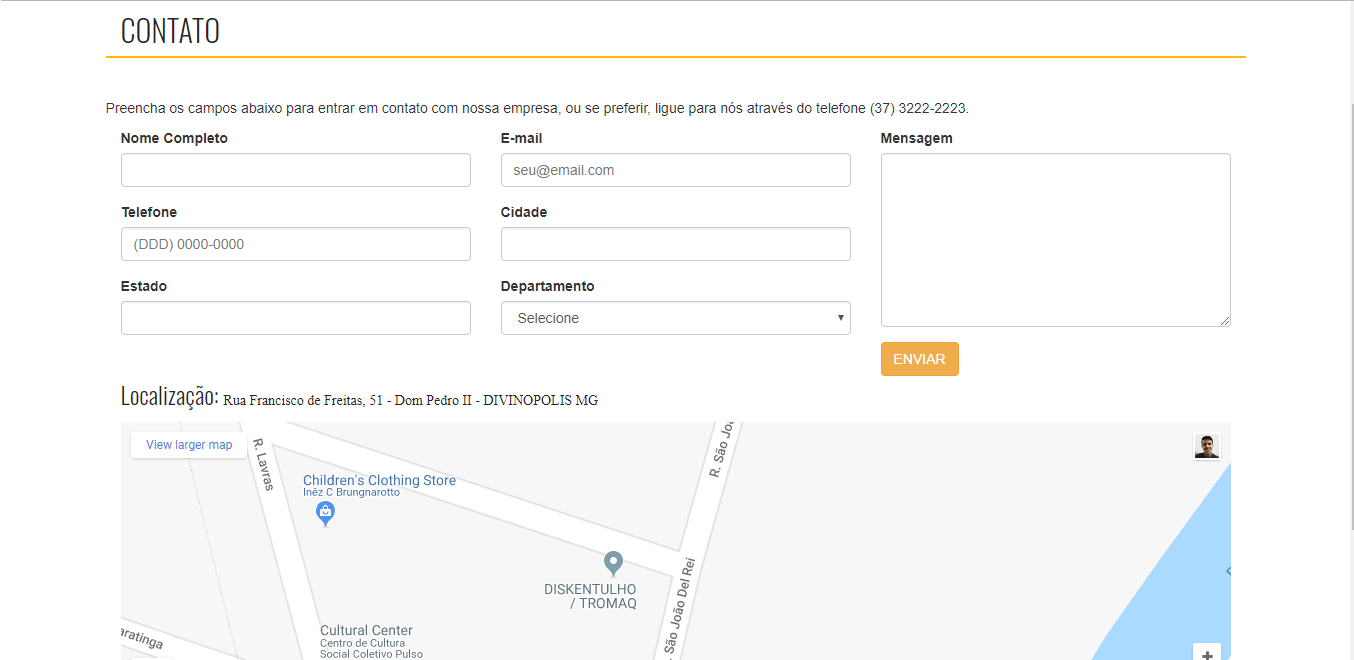 CONTATO
Preencha os campos abaixo para entrar em contato com nossa empresa, ou se preferir, ligue para nós através do telefone (37) 3222-2223.
Nome Completo
E-mail
seu@email.com
Mensagem
Telefone
(DDD) 0000-0000
Cidade
Estado
Departamento
Selecione
ENVIAR
Localização: Rua Francisco de Freitas, 51 - Dom Pedro II - DIVINOPOLIS MG
View larger map
R. Lavras
R. São Joã
Children's Clothing Store
Inêz C Brungnarotto
DISKENTULHO
/ TROMAQ
São João Del Rei
Cultural Center
Centro de Cultura
Social Coletivo Pulso
aratinga
+